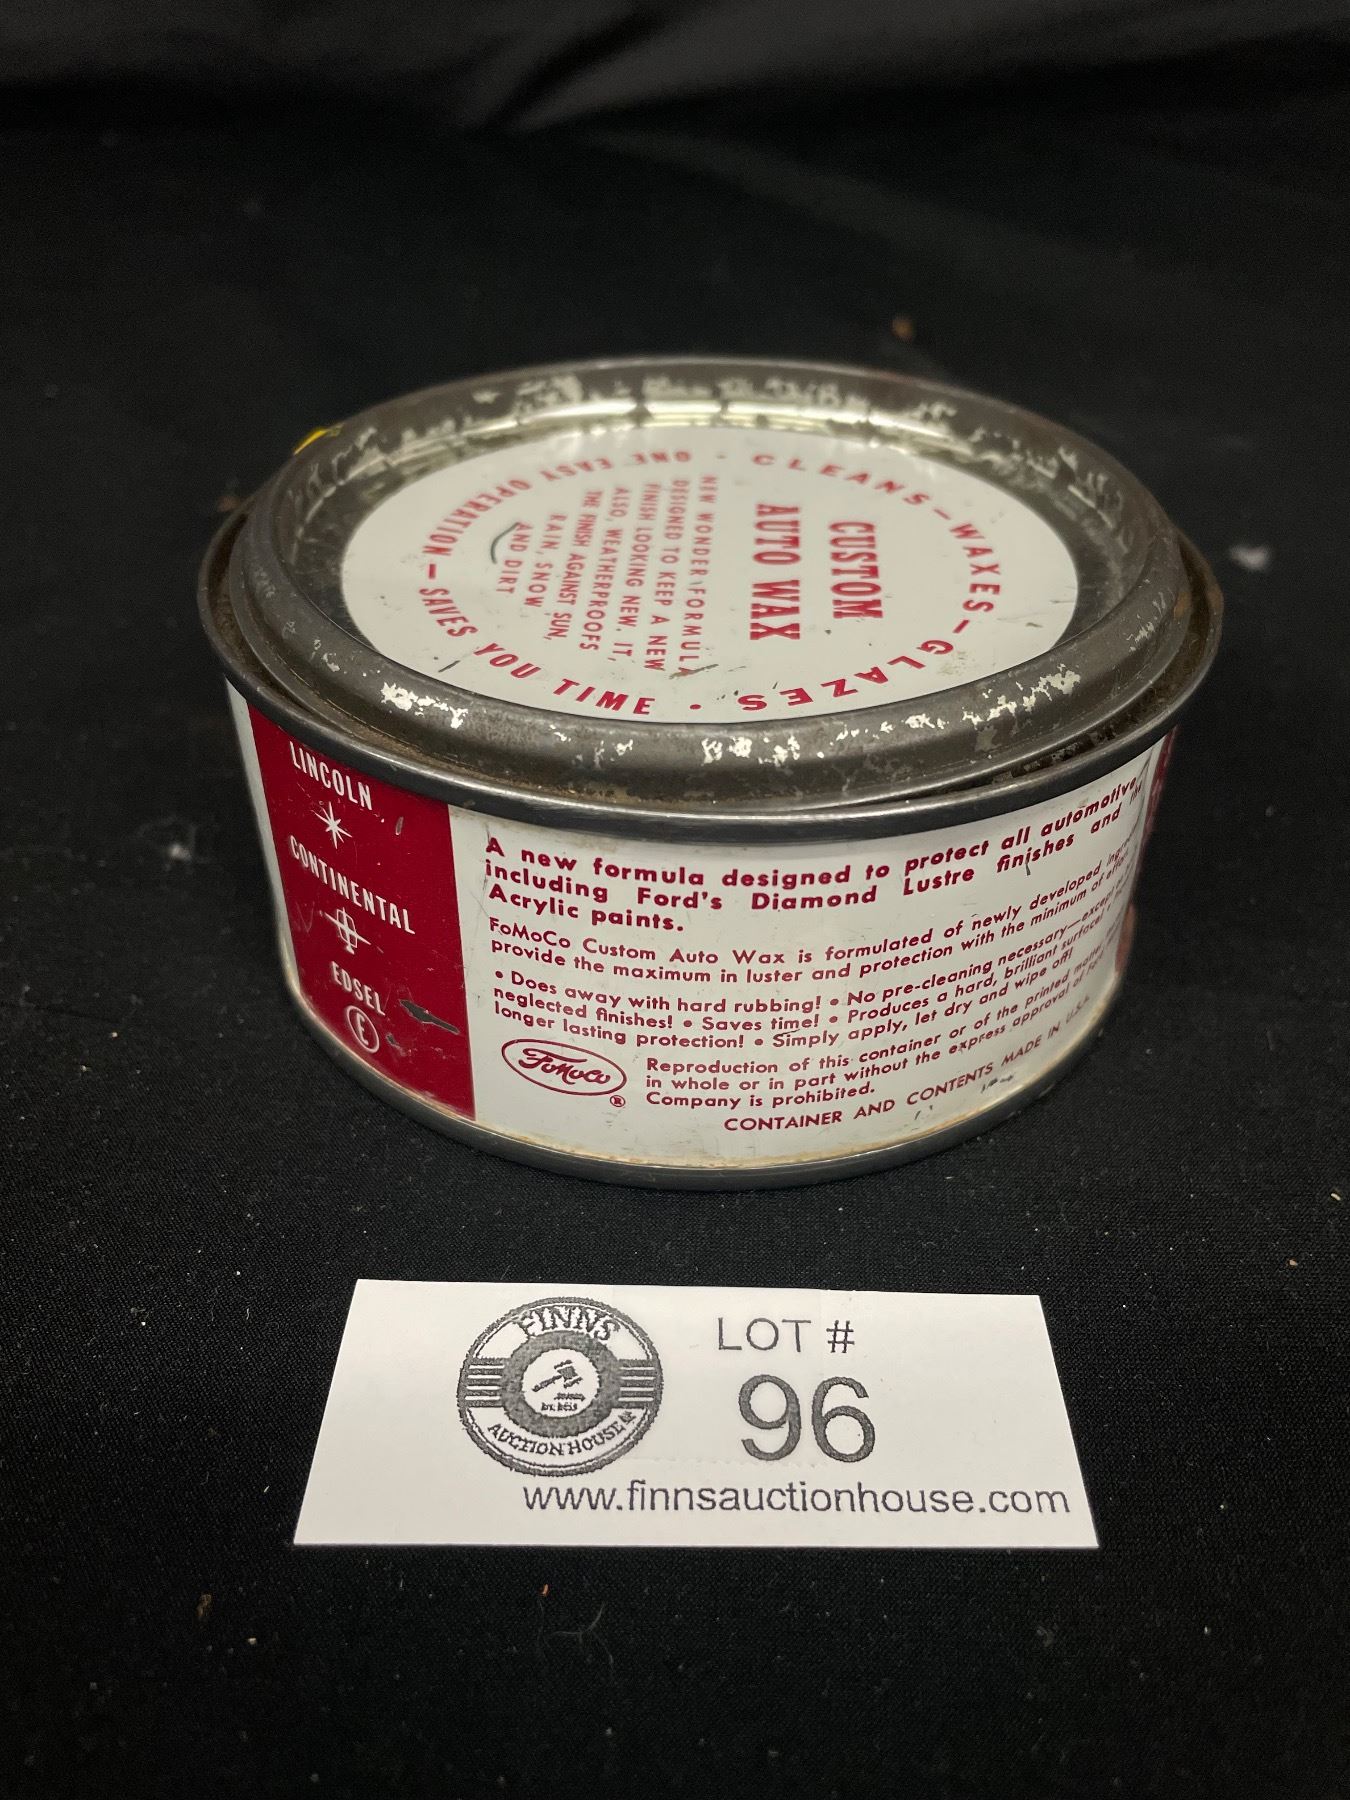 CLEANS – WAXES – GLAZES •
ONE EASY OPERATION – SAVES YOU TIME •
CUSTOM
AUTO WAX
NEW WONDER FORMULA
DESIGNED TO KEEP A NEW
FINISH LOOKING NEW. IT,
ALSO, WEATHERPROOFS
THE FINISH AGAINST SUN,
RAIN, SNOW
AND DIRT
LINCOLN
CONTINENTAL
EDSEL
E
A new formula designed to protect all automotive,
including Ford's Diamond Lustre finishes and the
Acrylic paints.
FoMoCo Custom Auto Wax is formulated of newly developed
provide the maximum in luster and protection with the minimum of effort
• Does away with hard rubbing! • No pre-cleaning necessary—except
neglected finishes! • Saves time! • Produces a hard, brilliant surface!
longer lasting protection! • Simply apply, let dry and wipe off!
FoMoCo ®
Reproduction of this container or of the printed
in whole or in part without the express approval of Ford
Company is prohibited.
CONTAINER AND CONTENTS MADE IN U.S.A.
FINNS
AUCTION HOUSE
LOT #
96
www.finnsauctionhouse.com